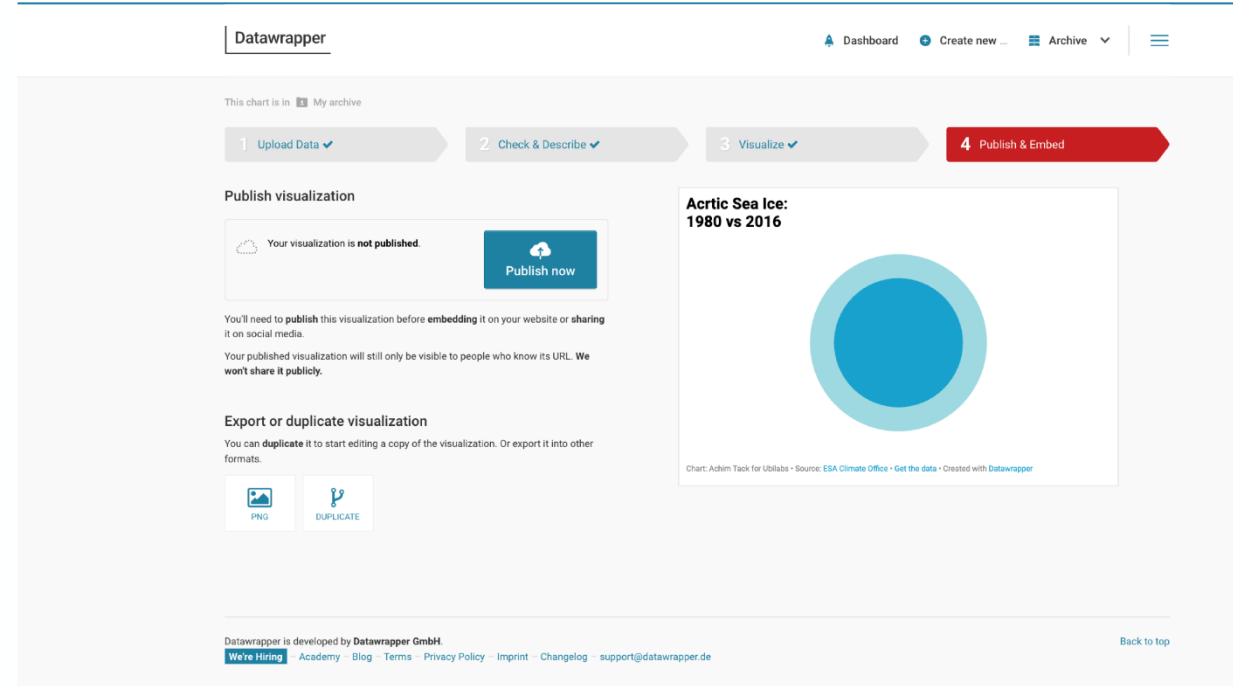 Datawrapper
Dashboard
Create new ...
Archive
This chart is in My archive
1 Upload Data
2 Check & Describe
3 Visualize
4 Publish & Embed
Publish visualization
Your visualization is not published.
Publish now
You'll need to publish this visualization before embedding it on your website or sharing
it on social media.
Your published visualization will still only be visible to people who know its URL. We
won't share it publicly.
Export or duplicate visualization
You can duplicate it to start editing a copy of the visualization. Or export it into other
formats.
PNG
DUPLICATE
Acrtic Sea Ice:
1980 vs 2016
Chart: Achim Tack for Ubilabs • Source: ESA Climate Office • Get the data • Created with Datawrapper
Datawrapper is developed by Datawrapper GmbH.
We're Hiring – Academy – Blog – Terms – Privacy Policy – Imprint – Changelog – support@datawrapper.de
Back to top